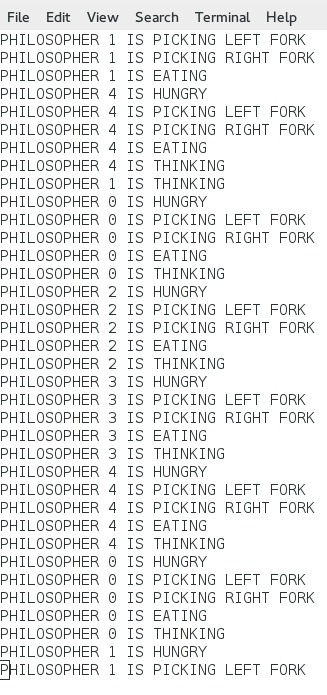 File Edit View Search Terminal Help
PHILOSOPHER 1 IS PICKING LEFT FORK
PHILOSOPHER 1 IS PICKING RIGHT FORK
PHILOSOPHER 1 IS EATING
PHILOSOPHER 4 IS HUNGRY
PHILOSOPHER 4 IS PICKING LEFT FORK
PHILOSOPHER 4 IS PICKING RIGHT FORK
PHILOSOPHER 4 IS EATING
PHILOSOPHER 4 IS THINKING
PHILOSOPHER 1 IS THINKING
PHILOSOPHER 0 IS HUNGRY
PHILOSOPHER 0 IS PICKING LEFT FORK
PHILOSOPHER 0 IS PICKING RIGHT FORK
PHILOSOPHER 0 IS EATING
PHILOSOPHER 0 IS THINKING
PHILOSOPHER 2 IS HUNGRY
PHILOSOPHER 2 IS PICKING LEFT FORK
PHILOSOPHER 2 IS PICKING RIGHT FORK
PHILOSOPHER 2 IS EATING
PHILOSOPHER 2 IS THINKING
PHILOSOPHER 3 IS HUNGRY
PHILOSOPHER 3 IS PICKING LEFT FORK
PHILOSOPHER 3 IS PICKING RIGHT FORK
PHILOSOPHER 3 IS EATING
PHILOSOPHER 3 IS THINKING
PHILOSOPHER 4 IS HUNGRY
PHILOSOPHER 4 IS PICKING LEFT FORK
PHILOSOPHER 4 IS PICKING RIGHT FORK
PHILOSOPHER 4 IS EATING
PHILOSOPHER 4 IS THINKING
PHILOSOPHER 0 IS HUNGRY
PHILOSOPHER 0 IS PICKING LEFT FORK
PHILOSOPHER 0 IS PICKING RIGHT FORK
PHILOSOPHER 0 IS EATING
PHILOSOPHER 0 IS THINKING
PHILOSOPHER 1 IS HUNGRY
PHILOSOPHER 1 IS PICKING LEFT FORK